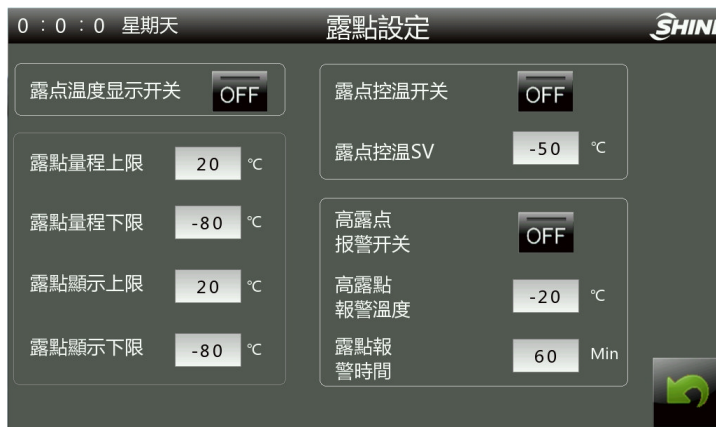 0 : 0 : 0 星期天
露點設定
SHINI
露点温度显示开关 OFF
露點量程上限 20 ℃
露點量程下限 -80 ℃
露點顯示上限 20 ℃
露點顯示下限 -80 ℃
露点控温开关 OFF
露点控温SV -50 ℃
高露点
报警开关 OFF
高露點
報警溫度 -20 ℃
露點報
警時間 60 Min